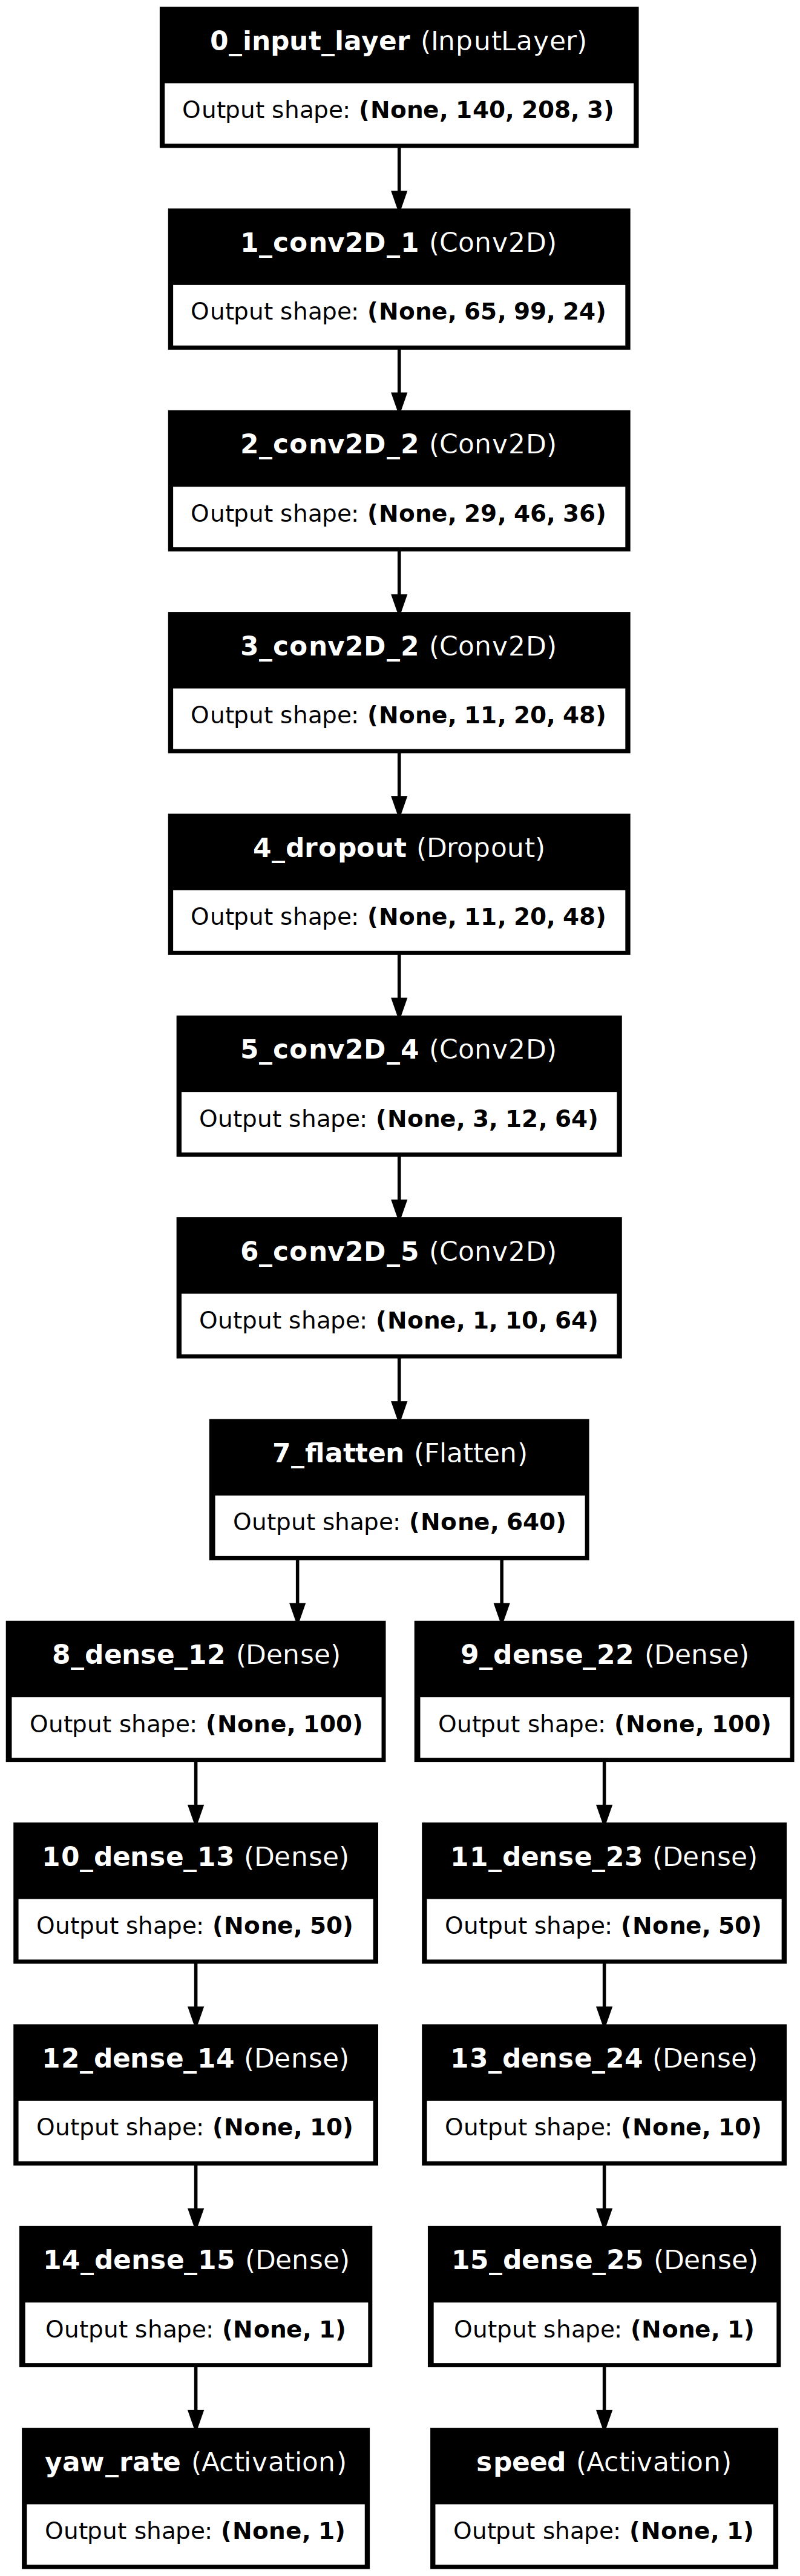 0_input_layer (InputLayer)
Output shape: (None, 140, 208, 3)
1_conv2D_1 (Conv2D)
Output shape: (None, 65, 99, 24)
2_conv2D_2 (Conv2D)
Output shape: (None, 29, 46, 36)
3_conv2D_2 (Conv2D)
Output shape: (None, 11, 20, 48)
4_dropout (Dropout)
Output shape: (None, 11, 20, 48)
5_conv2D_4 (Conv2D)
Output shape: (None, 3, 12, 64)
6_conv2D_5 (Conv2D)
Output shape: (None, 1, 10, 64)
7_flatten (Flatten)
Output shape: (None, 640)
8_dense_12 (Dense)
Output shape: (None, 100)
9_dense_22 (Dense)
Output shape: (None, 100)
10_dense_13 (Dense)
Output shape: (None, 50)
11_dense_23 (Dense)
Output shape: (None, 50)
12_dense_14 (Dense)
Output shape: (None, 10)
13_dense_24 (Dense)
Output shape: (None, 10)
14_dense_15 (Dense)
Output shape: (None, 1)
15_dense_25 (Dense)
Output shape: (None, 1)
yaw_rate (Activation)
Output shape: (None, 1)
speed (Activation)
Output shape: (None, 1)